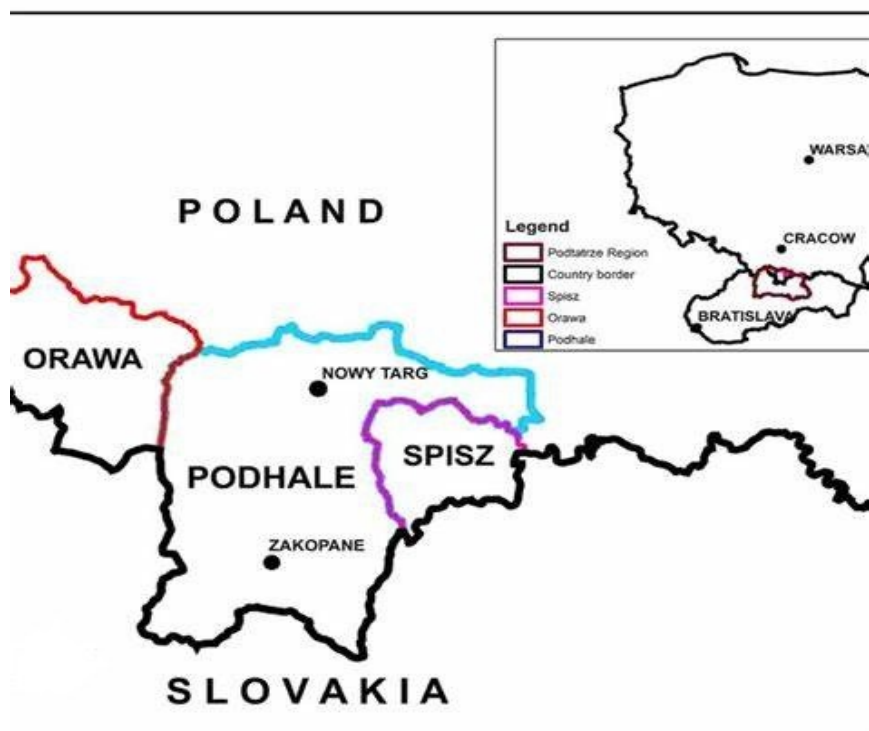 POLAND
ORAWA
NOWY TARG
SPISZ
PODHALE
ZAKOPANE
SLOVAKIA
WARSA
CRACOW
BRATISLAVA
Legend
Podtatrze Region
Country border
Spisz
Orawa
Podhale